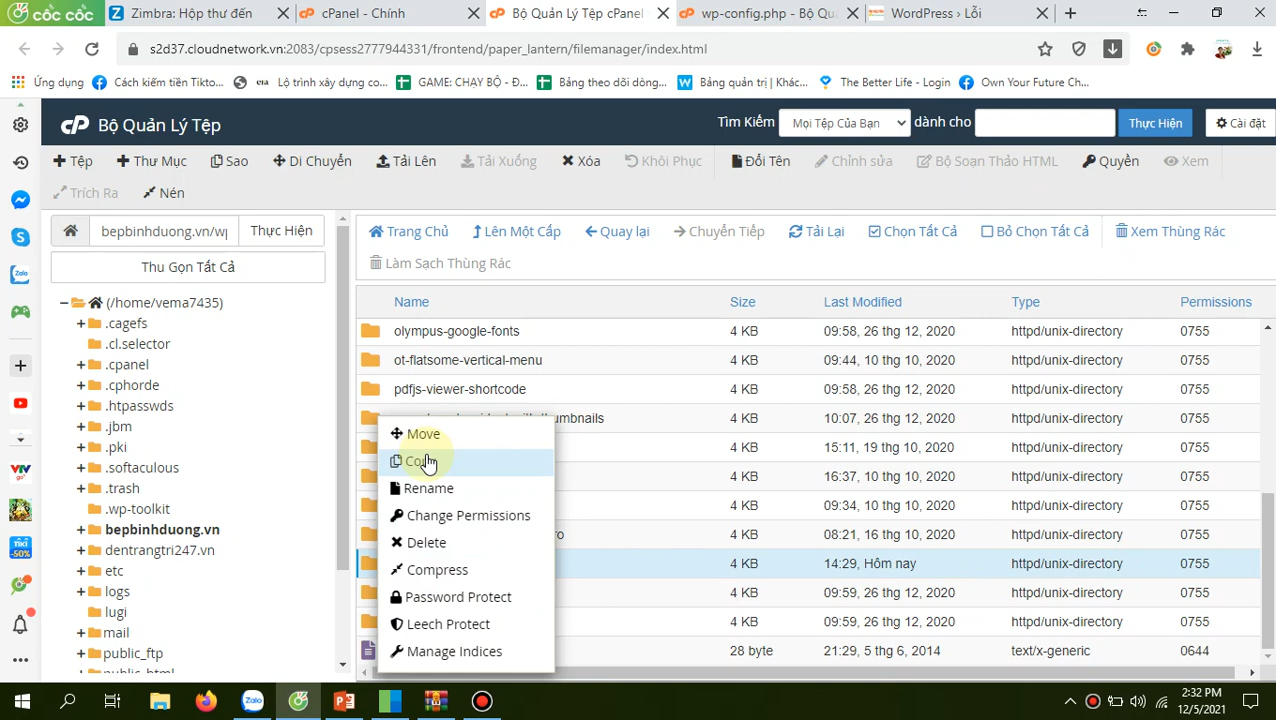 cốc cốc
Zimbra: Hộp thư đến
cPanel - Chính
Bộ Quản Lý Tệp cPanel
wp-config.php - Bộ Quả
WordPress › Lỗi
s2d37.cloudnetwork.vn:2083/cpsess2777944331/frontend/paper_lantern/filemanager/index.html
Ứng dụng
Cách kiếm tiền Tikto...
Lộ trình xây dựng co...
GAME: CHẠY BỘ - Đ...
Bảng theo dõi dòng...
Bảng quản trị | Khác...
The Better Life - Login
Own Your Future Ch...
cP Bộ Quản Lý Tệp
Tìm Kiếm
Mọi Tệp Của Bạn
dành cho
Thực Hiện
Cài đặt
Tệp
Thư Mục
Sao
Di Chuyển
Tải Lên
Tải Xuống
Xóa
Khôi Phục
Đổi Tên
Chỉnh sửa
Bộ Soạn Thảo HTML
Quyền
Xem
Trích Ra
Nén
bepbinhduong.vn/wp
Thực Hiện
Thu Gọn Tất Cả
(/home/vema7435)
.cagefs
.cl.selector
.cpanel
.cphorde
.htpasswds
.jbm
.pki
.softaculous
.trash
.wp-toolkit
bepbinhduong.vn
dentrangtri247.vn
etc
logs
lugi
mail
public_ftp
public_html
Trang Chủ
Lên Một Cấp
Quay lại
Chuyển Tiếp
Tải Lại
Chọn Tất Cả
Bỏ Chọn Tất Cả
Xem Thùng Rác
Làm Sạch Thùng Rác
Name Size Last Modified Type Permissions
olympus-google-fonts 4 KB 09:58, 26 thg 12, 2020 httpd/unix-directory 0755
ot-flatsome-vertical-menu 4 KB 09:44, 10 thg 10, 2020 httpd/unix-directory 0755
pdfjs-viewer-shortcode 4 KB 09:58, 26 thg 12, 2020 httpd/unix-directory 0755
thumbnails 4 KB 10:07, 26 thg 12, 2020 httpd/unix-directory 0755
4 KB 15:11, 19 thg 10, 2020 httpd/unix-directory 0755
4 KB 16:37, 10 thg 10, 2020 httpd/unix-directory 0755
4 KB 09:59, 26 thg 12, 2020 httpd/unix-directory 0755
ro 4 KB 08:21, 16 thg 10, 2020 httpd/unix-directory 0755
4 KB 14:29, Hôm nay httpd/unix-directory 0755
4 KB 09:59, 26 thg 12, 2020 httpd/unix-directory 0755
4 KB 09:59, 26 thg 12, 2020 httpd/unix-directory 0755
28 byte 21:29, 5 thg 6, 2014 text/x-generic 0644
Move
Copy
Rename
Change Permissions
Delete
Compress
Password Protect
Leech Protect
Manage Indices
2:32 PM
12/5/2021